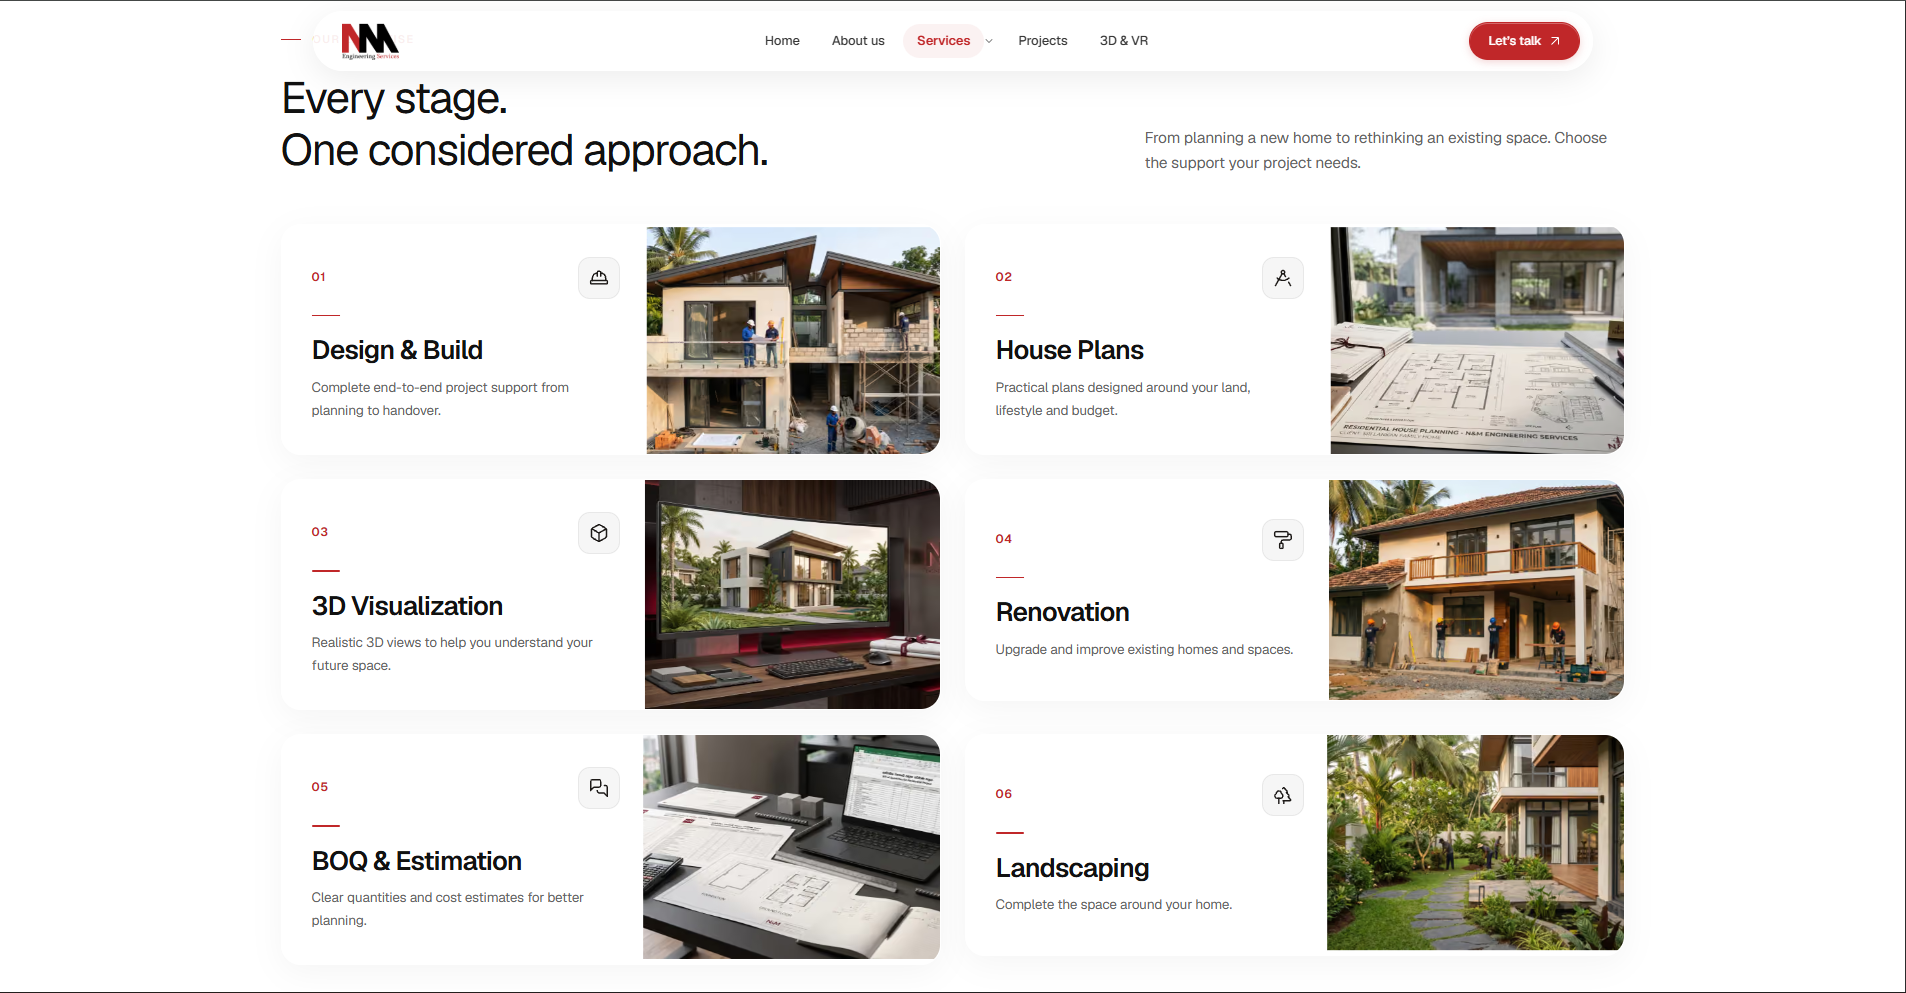 NM
Engineering Services
Home
About us
Services
Projects
3D & VR
Let's talk
Every stage.
One considered approach.
From planning a new home to rethinking an existing space. Choose
the support your project needs.
01
Design & Build
Complete end-to-end project support from
planning to handover.
02
House Plans
Practical plans designed around your land,
lifestyle and budget.
RESIDENTIAL HOUSE PLANNING - N&M ENGINEERING SERVICES
03
3D Visualization
Realistic 3D views to help you understand your
future space.
04
Renovation
Upgrade and improve existing homes and spaces.
05
BOQ & Estimation
Clear quantities and cost estimates for better
planning.
06
Landscaping
Complete the space around your home.